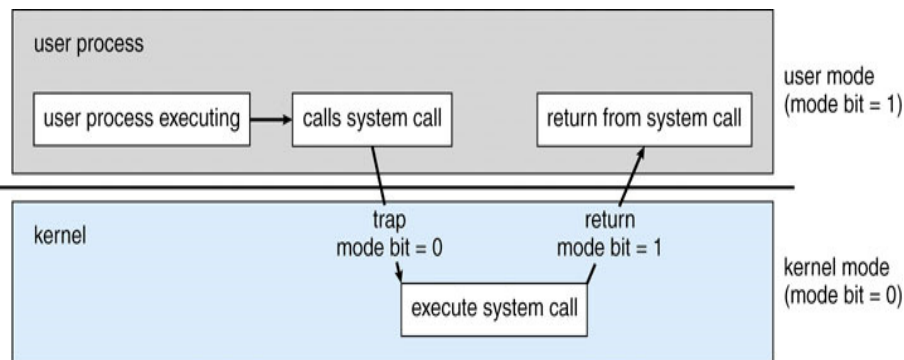 user process
user process executing
calls system call
return from system call
user mode
(mode bit = 1)
trap
mode bit = 0
return
mode bit = 1
kernel
execute system call
kernel mode
(mode bit = 0)